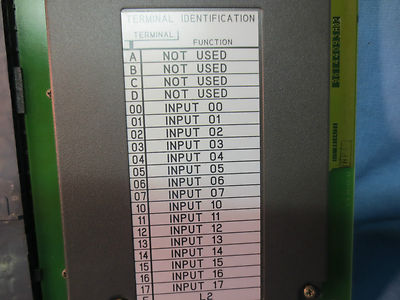 TERMINAL IDENTIFICATION
TERMINAL
FUNCTION
A NOT USED
B NOT USED
C NOT USED
D NOT USED
00 INPUT 00
01 INPUT 01
02 INPUT 02
03 INPUT 03
04 INPUT 04
05 INPUT 05
06 INPUT 06
07 INPUT 07
10 INPUT 10
11 INPUT 11
12 INPUT 12
13 INPUT 13
14 INPUT 14
15 INPUT 15
16 INPUT 16
17 INPUT 17
E L2